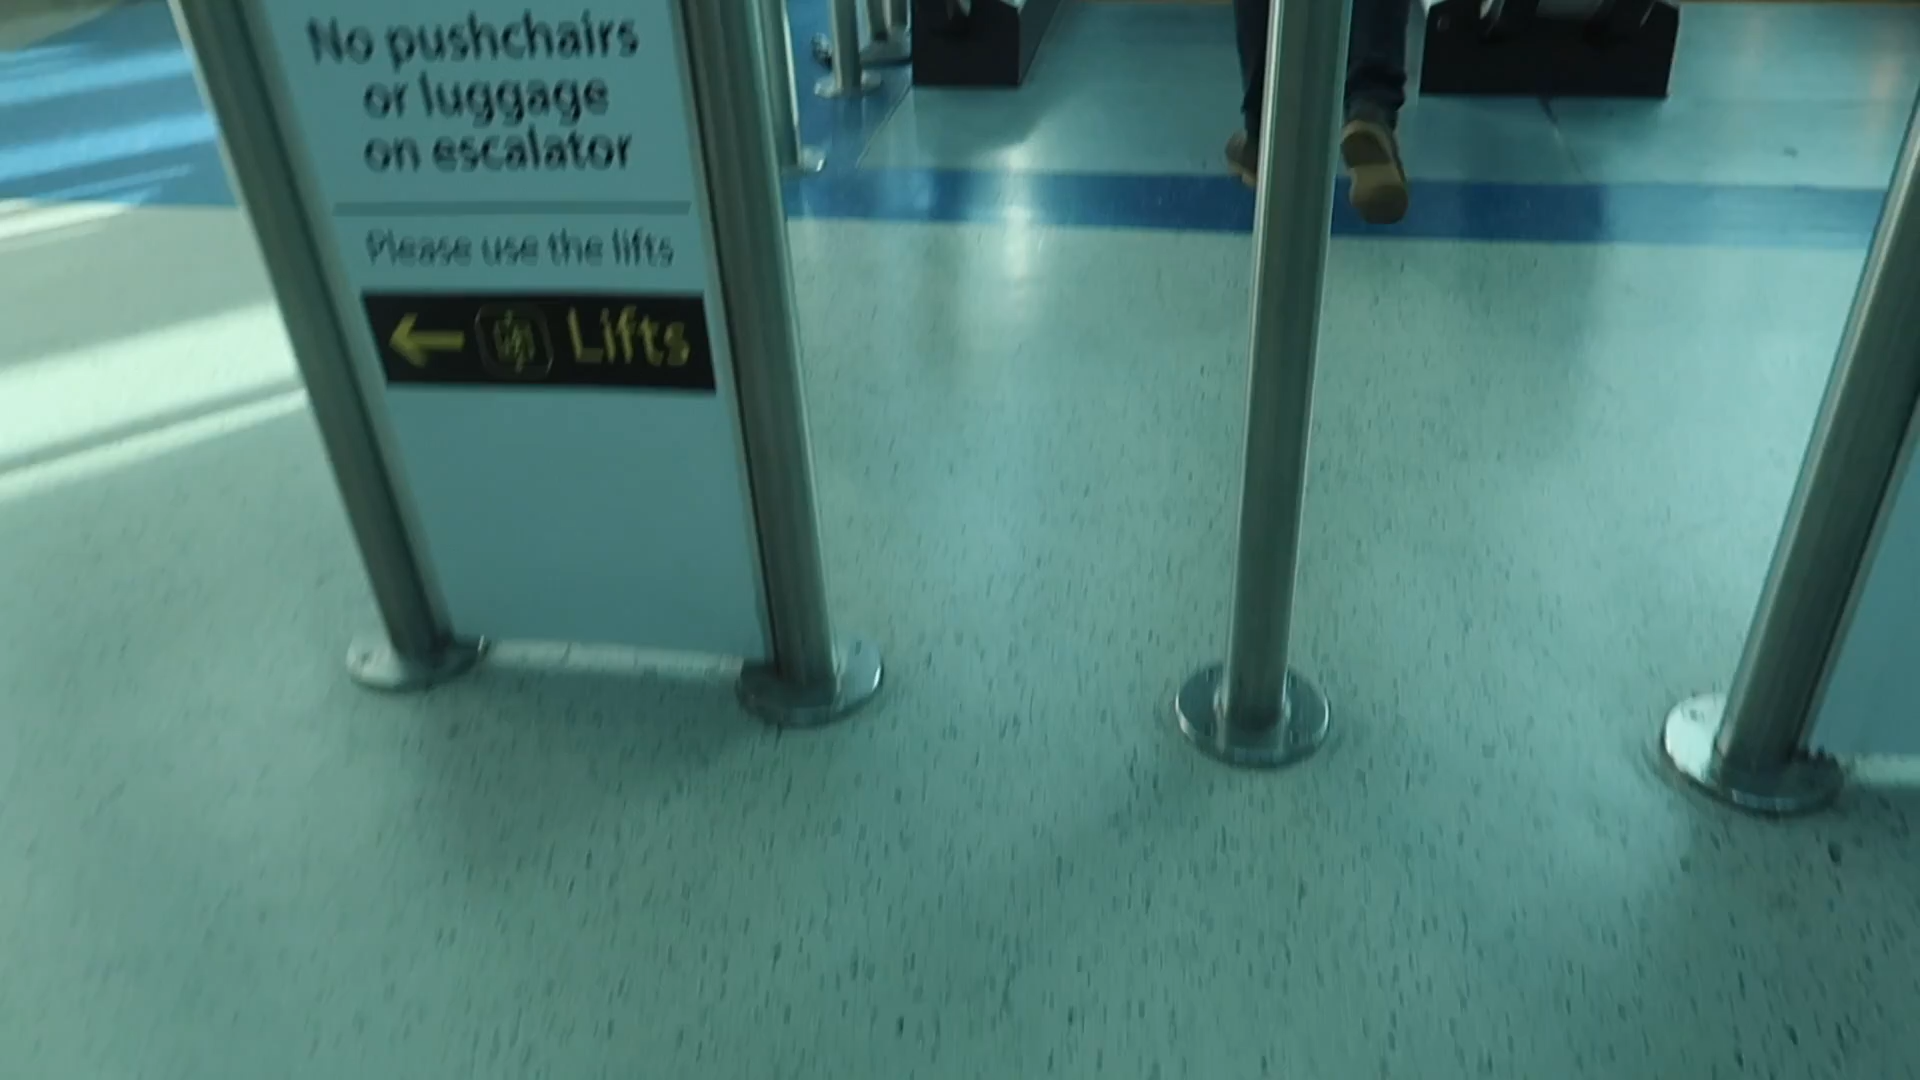 No pushchairs
or luggage
on escalator
Please use the lifts
Lifts